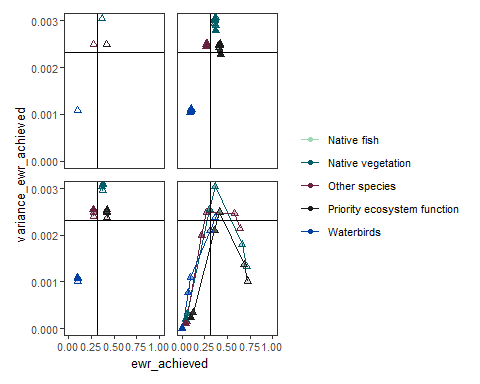 0.003
0.002
0.001
0.000
0.003
0.002
0.001
0.000
0.00 0.25 0.50 0.75 1.00 0.00 0.25 0.50 0.75 1.00
ewr_achieved
variance_ewr_achieved
Native fish
Native vegetation
Other species
Priority ecosystem function
Waterbirds